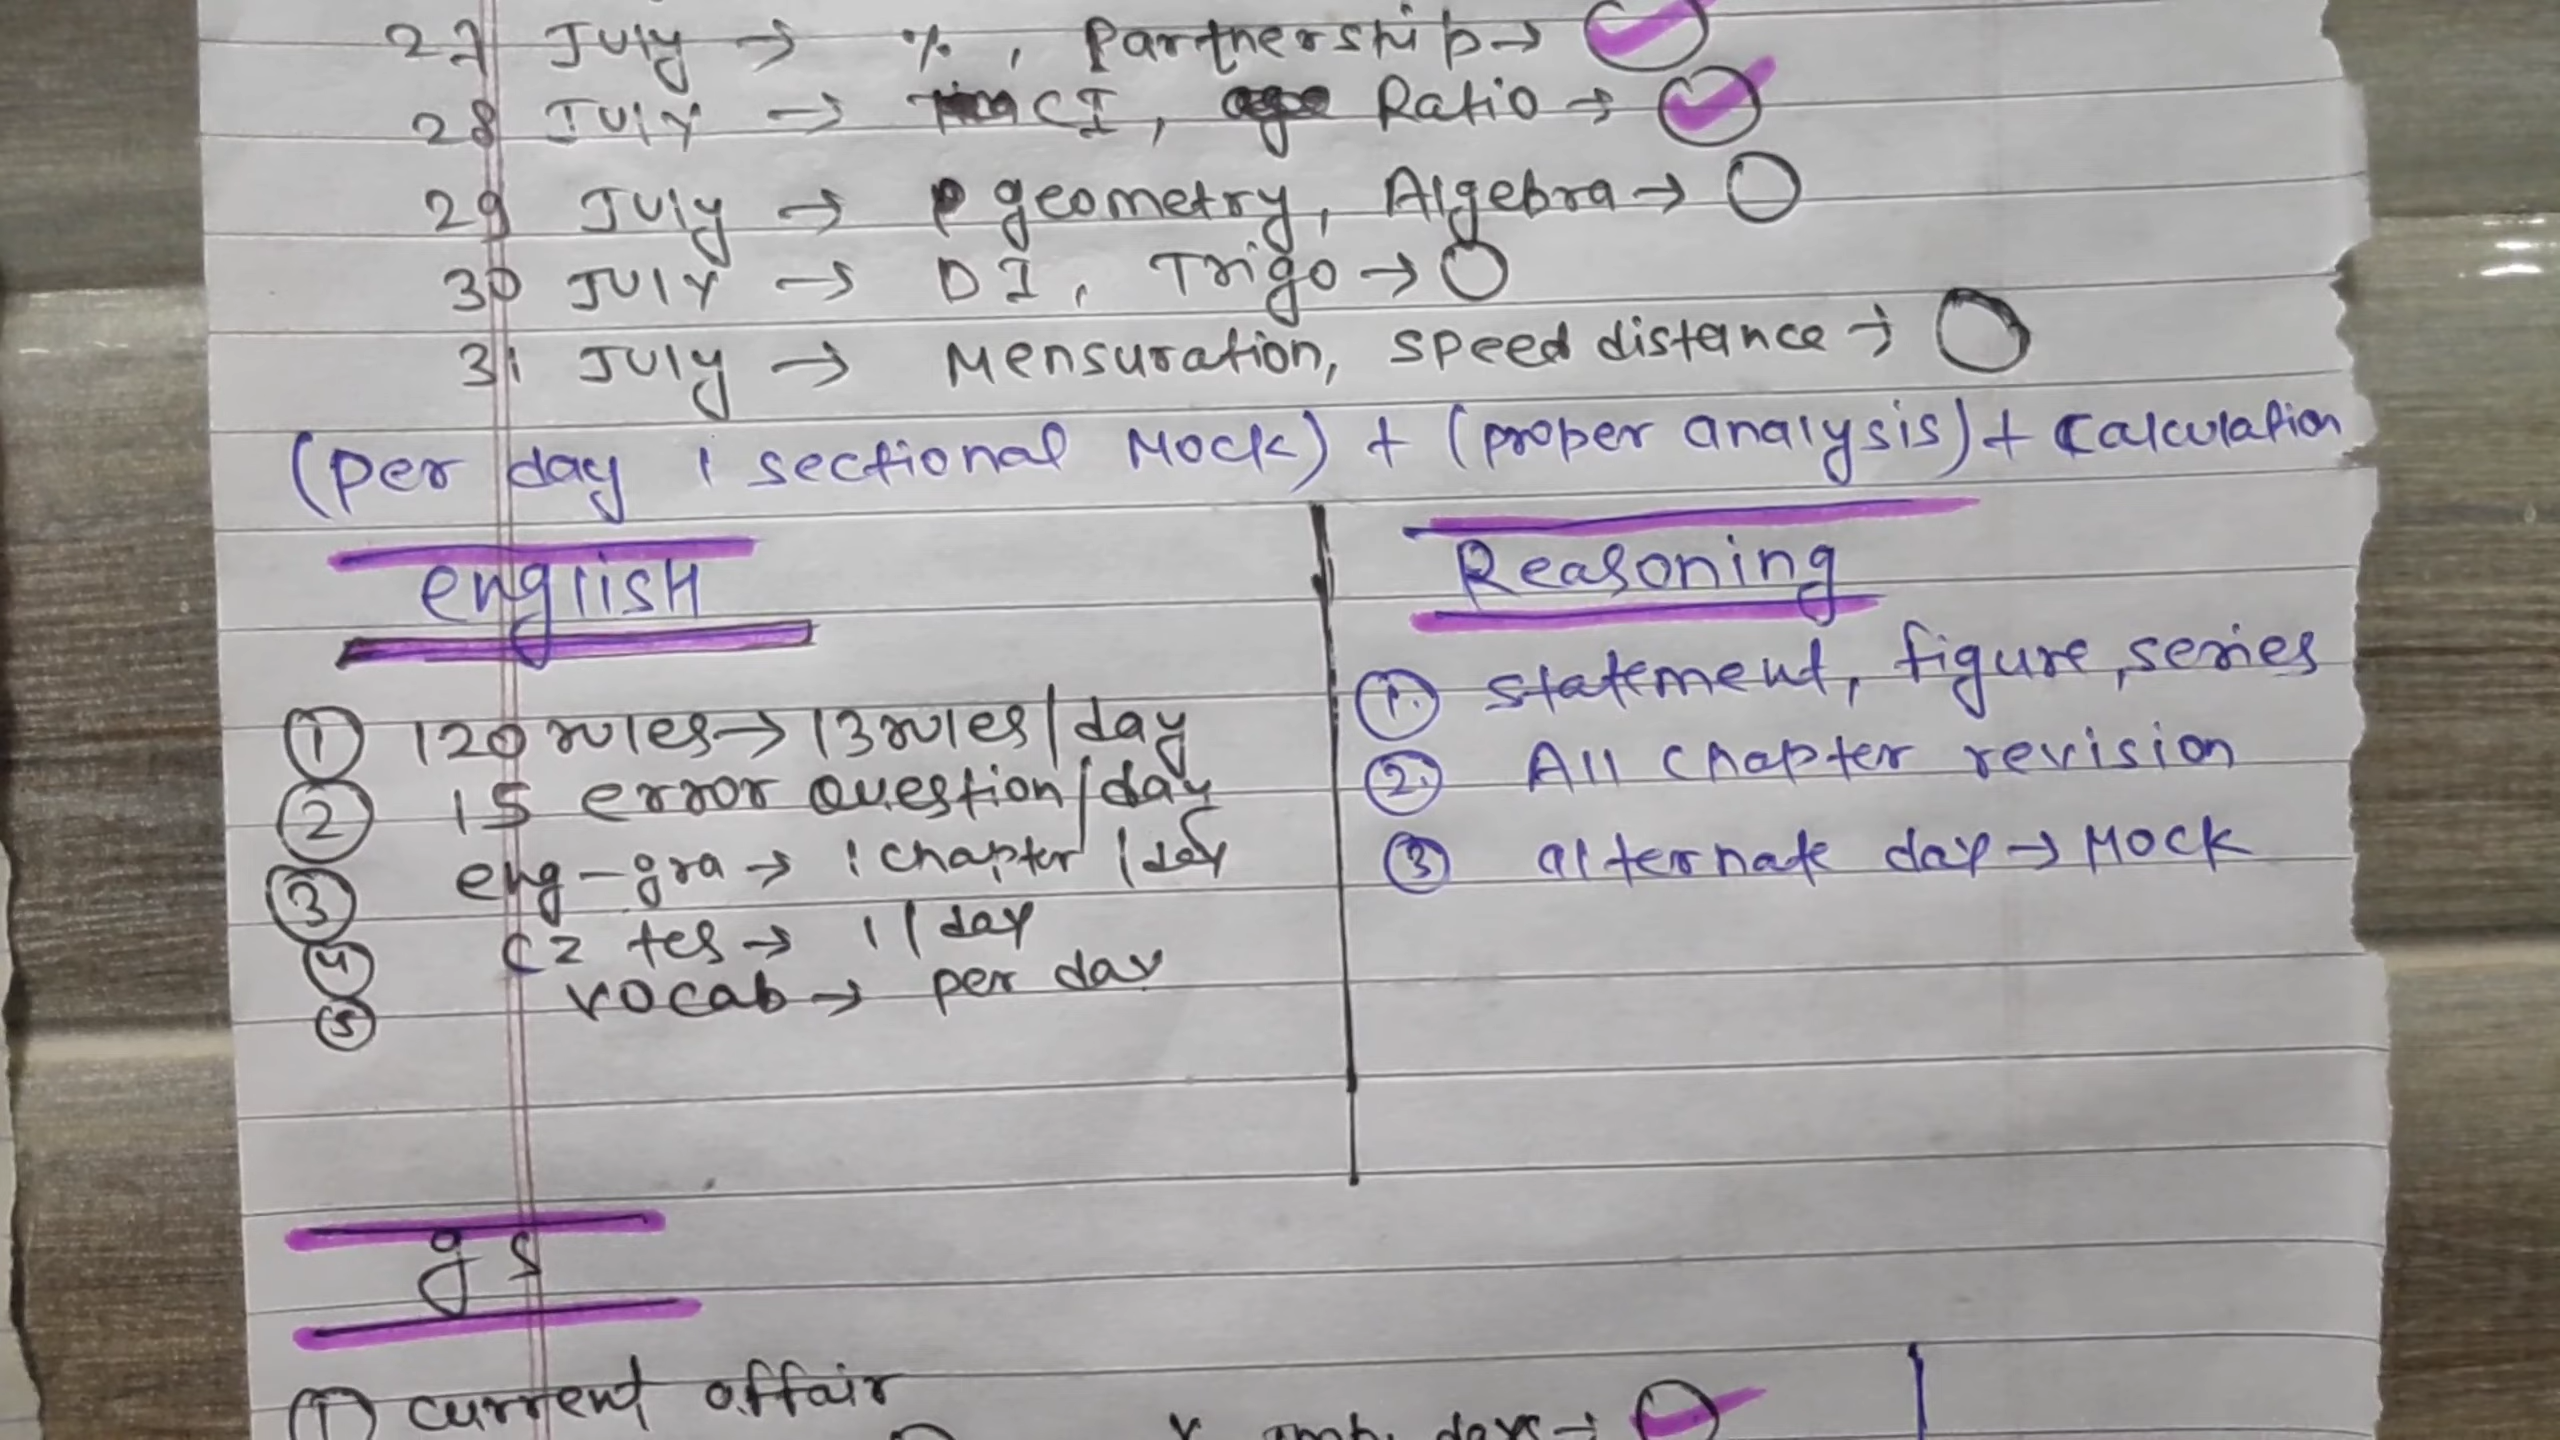 27 July → %, Partnership →
28 JULY → CI, Ratio →
29 July → geometry, Algebra →
30 JULY → DI, Trigo →
31 July → Mensuration, speed distance →
(per day 1 sectional Mock) + (proper analysis) + Calculation
english
① 120 rules → 13 rules/day
② 15 error question/day
③ eng-gra → 1 chapter/day
④ cz tes → 1/day
⑤ vocab → per day
Reasoning
①. statement, figure, series
②. All chapter revision
③ alternate day → Mock
gs
① current affair
days →